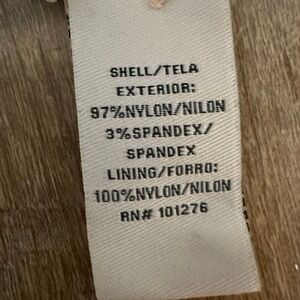 SHELL/TELA
EXTERIOR:
97%NYLON/NILON
3%SPANDEX/
SPANDEX
LINING/FORRO:
100%NYLON/NILON
RN# 101276